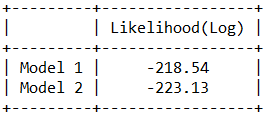 +---------+-----------------+
|         | Likelihood(Log) |
+---------+-----------------+
| Model 1 |     -218.54     |
| Model 2 |     -223.13     |
+---------+-----------------+